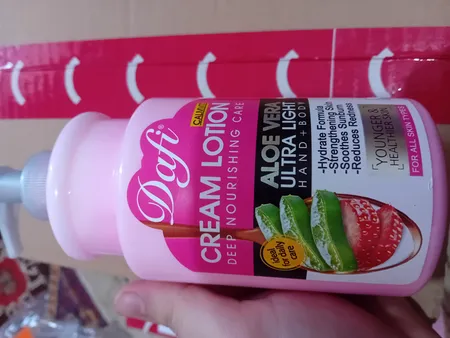 Dafi
CALMING
CREAM LOTION
DEEP NOURISHING CARE
ALOE VERA
ULTRA LIGHT
HAND + BODY
-Hydrate Formula
-Strengthening Skin
-Soothes Sunburn
-Reduces Redness
YOUNGER &
HEALTHIER SKIN
FOR ALL SKIN TYPES
Ideal
for daily
care